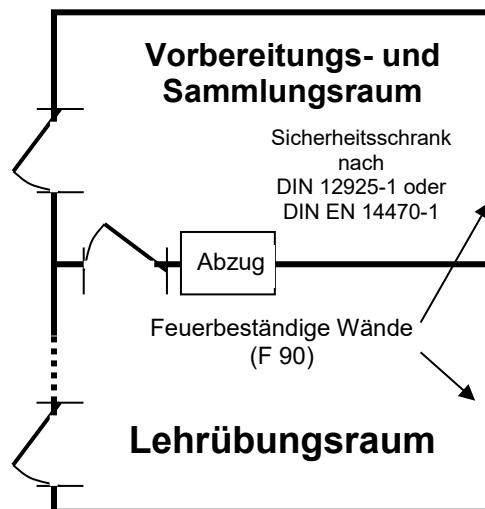 Vorbereitungs- und
Sammlungsraum
Sicherheitsschrank
nach
DIN 12925-1 oder
DIN EN 14470-1
Abzug
Feuerbeständige Wände
(F 90)
Lehrübungsraum